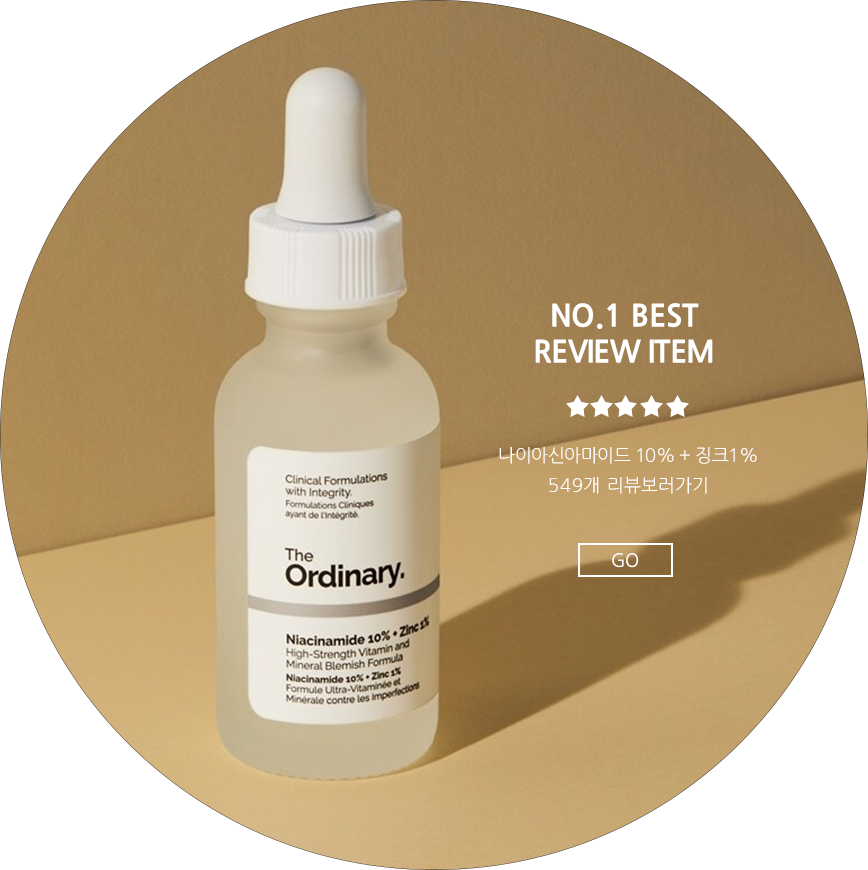 Clinical Formulations
with Integrity.
Formulations Cliniques
ayant de l'Intégrité.
The
Ordinary.
Niacinamide 10% + Zinc 1%
High-Strength Vitamin and
Mineral Blemish Formula
Niacinamide 10% + Zinc 1%
Formule Ultra-Vitaminée et
Minérale contre les Imperfections
NO.1 BEST
REVIEW ITEM
★★★★★
나이아신아마이드 10% + 징크1%
549개 리뷰보러가기
GO